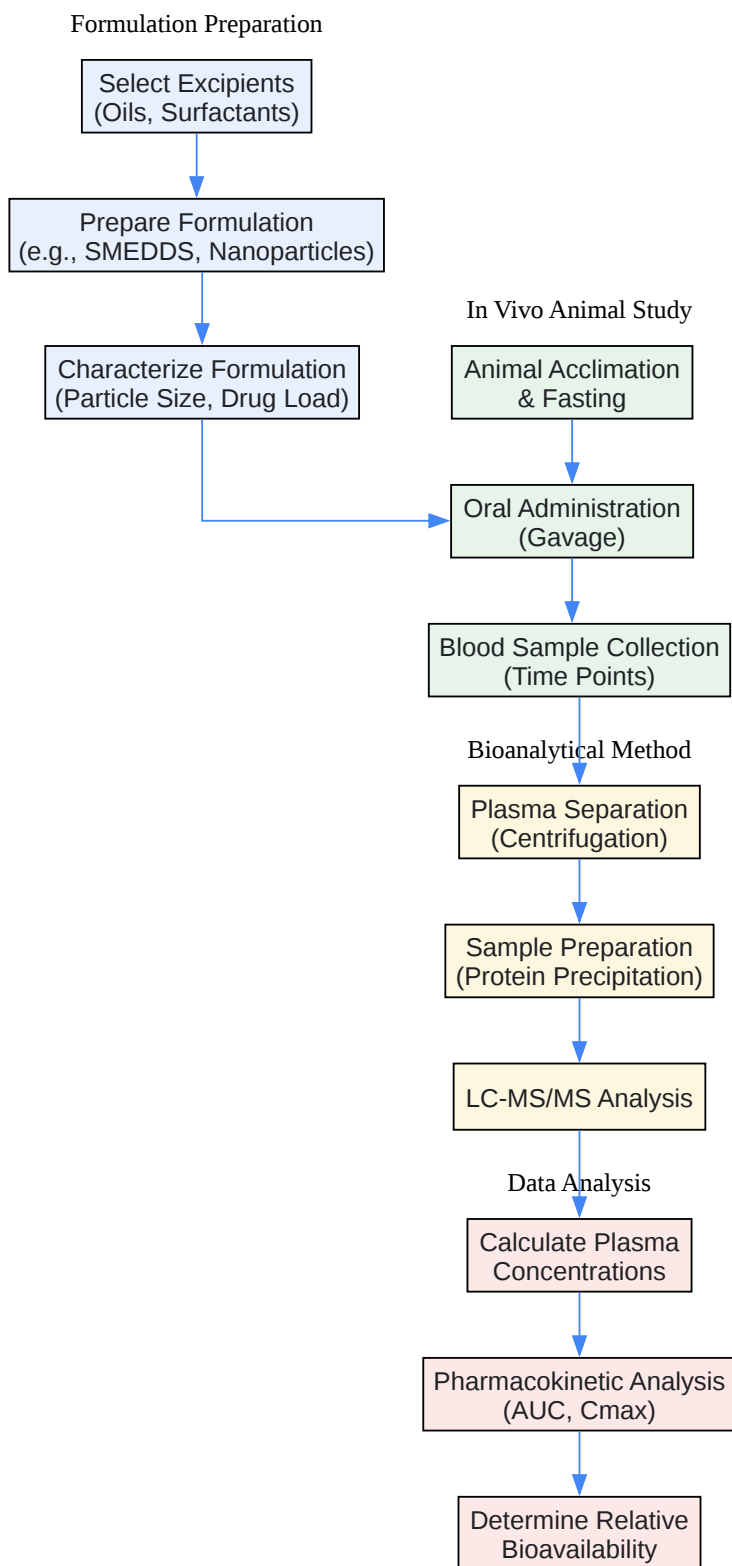 Formulation Preparation
Select Excipients
(Oils, Surfactants)
Prepare Formulation
(e.g., SMEDDS, Nanoparticles)
Characterize Formulation
(Particle Size, Drug Load)
In Vivo Animal Study
Animal Acclimation
& Fasting
Oral Administration
(Gavage)
Blood Sample Collection
(Time Points)
Bioanalytical Method
Plasma Separation
(Centrifugation)
Sample Preparation
(Protein Precipitation)
LC-MS/MS Analysis
Data Analysis
Calculate Plasma
Concentrations
Pharmacokinetic Analysis
(AUC, Cmax)
Determine Relative
Bioavailability